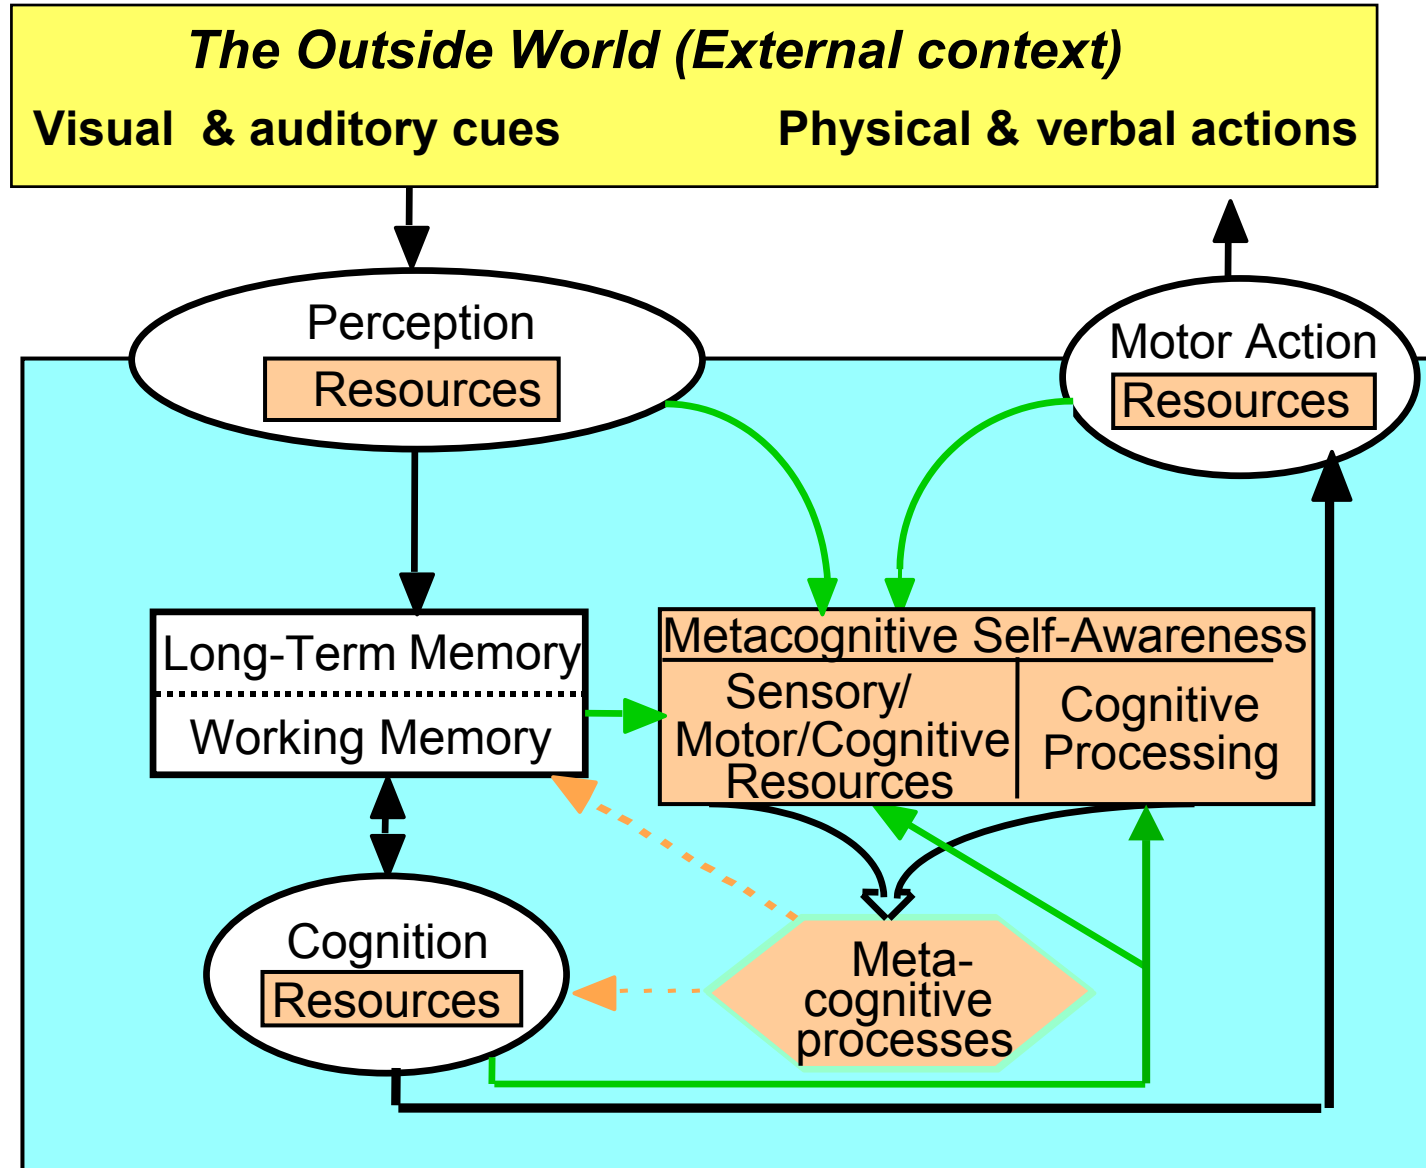 The Outside World (External context)
Visual & auditory cues
Physical & verbal actions
Perception
Resources
Motor Action
Resources
Long-Term Memory
Working Memory
Metacognitive Self-Awareness
Sensory/
Motor/Cognitive
Resources
Cognitive
Processing
Cognition
Resources
Meta-
cognitive
processes